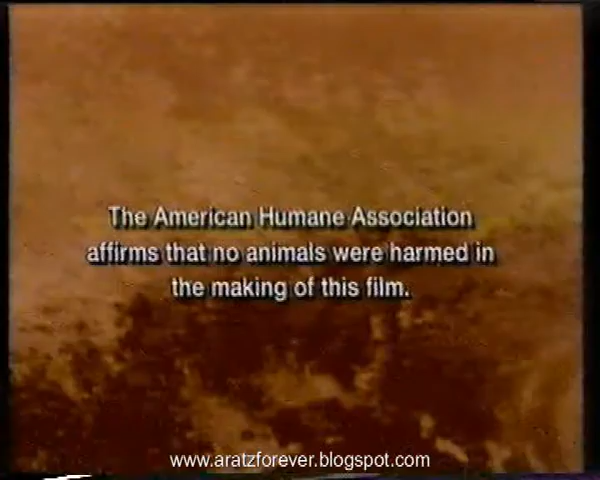 The American Humane Association
affirms that no animals were harmed in
the making of this film.
www.aratzforever.blogspot.com